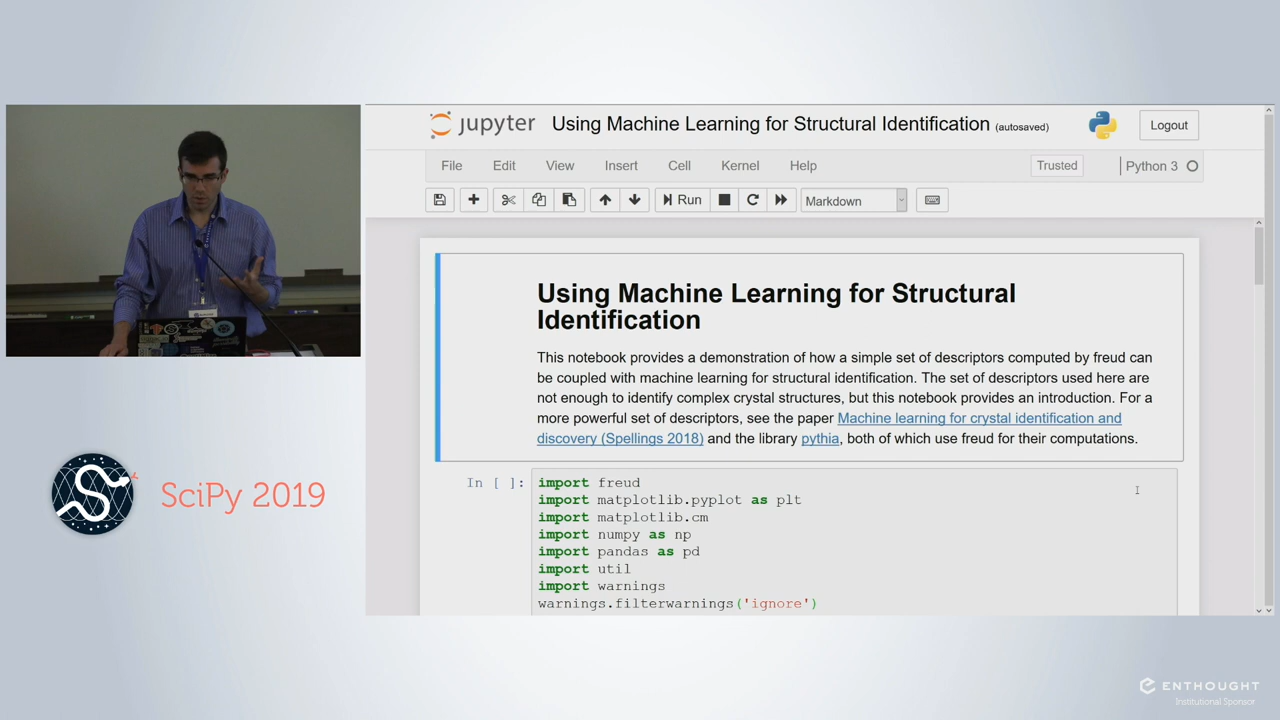 jupyter Using Machine Learning for Structural Identification (autosaved)
Logout
File Edit View Insert Cell Kernel Help
Trusted
Python 3
Run
Markdown
Using Machine Learning for Structural
Identification
This notebook provides a demonstration of how a simple set of descriptors computed by freud can
be coupled with machine learning for structural identification. The set of descriptors used here are
not enough to identify complex crystal structures, but this notebook provides an introduction. For a
more powerful set of descriptors, see the paper Machine learning for crystal identification and
discovery (Spellings 2018) and the library pythia, both of which use freud for their computations.
In [ ]:
import freud
import matplotlib.pyplot as plt
import matplotlib.cm
import numpy as np
import pandas as pd
import util
import warnings
warnings.filterwarnings('ignore')
SciPy 2019
ENTHOUGHT
Institutional Sponsor